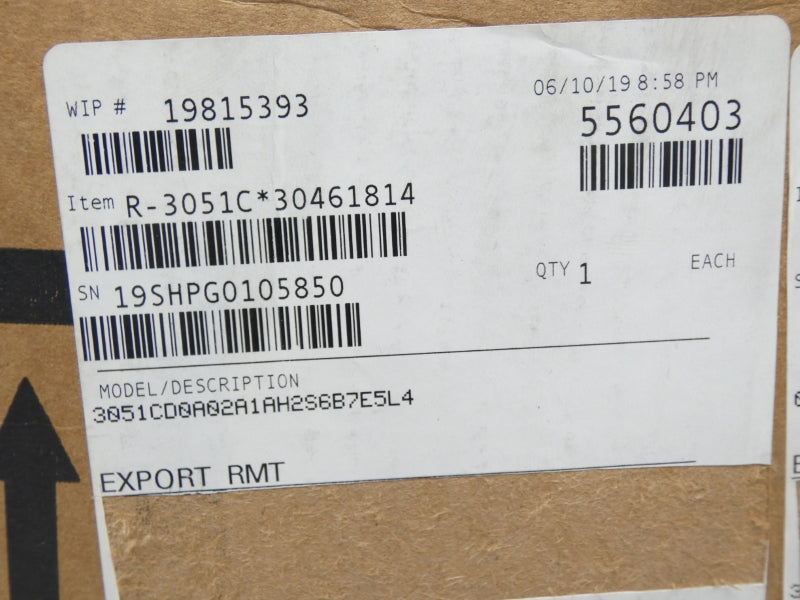 06/10/19 8:58 PM
WIP # 19815393
5560403
Item R-3051C*30461814
SN 19SHPG0105850
QTY 1 EACH
MODEL/DESCRIPTION
3051CD0A02A1AH2S6B7E5L4
EXPORT RMT